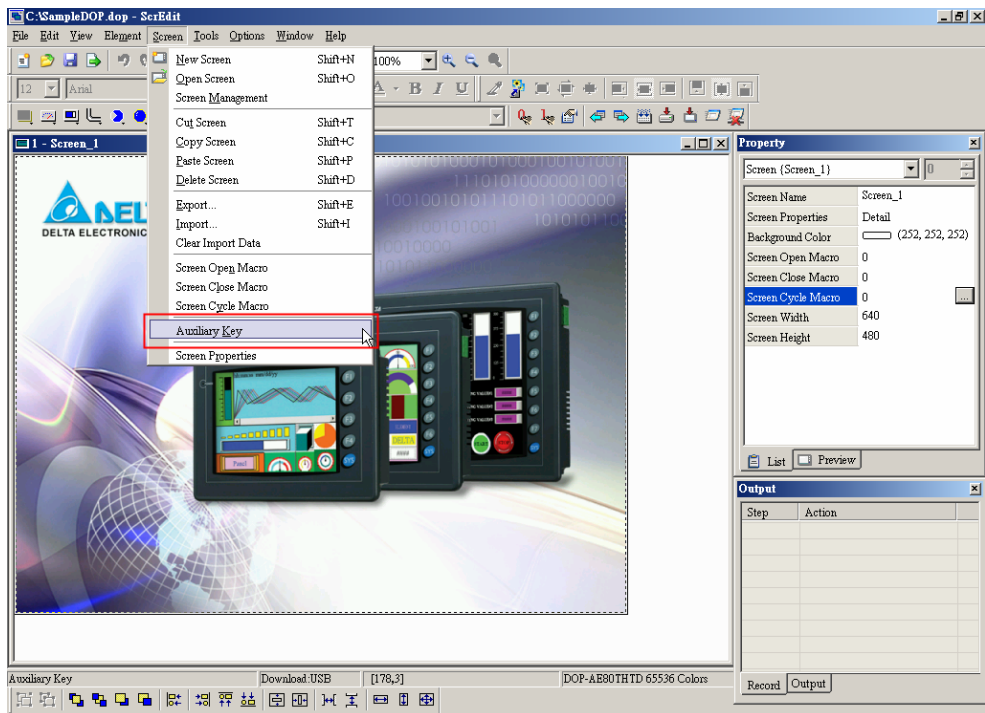 C:\SampleDOP.dop - ScrEdit
File Edit View Element Screen Tools Options Window Help
100%
12 Arial
B I U
New Screen Shift+N
Open Screen Shift+O
Screen Management
Cut Screen Shift+T
Copy Screen Shift+C
Paste Screen Shift+P
Delete Screen Shift+D
Export... Shift+E
Import... Shift+I
Clear Import Data
Screen Open Macro
Screen Close Macro
Screen Cycle Macro
Auxiliary Key
Screen Properties
1 - Screen_1
DELTA ELECTRONIC
DELTA
START
Property
Screen {Screen_1} 0
Screen Name Screen_1
Screen Properties Detail
Background Color (252, 252, 252)
Screen Open Macro 0
Screen Close Macro 0
Screen Cycle Macro 0 ...
Screen Width 640
Screen Height 480
List Preview
Output
Step Action
Record Output
Auxiliary Key Download:USB [178,3] DOP-AE80THTD 65536 Colors